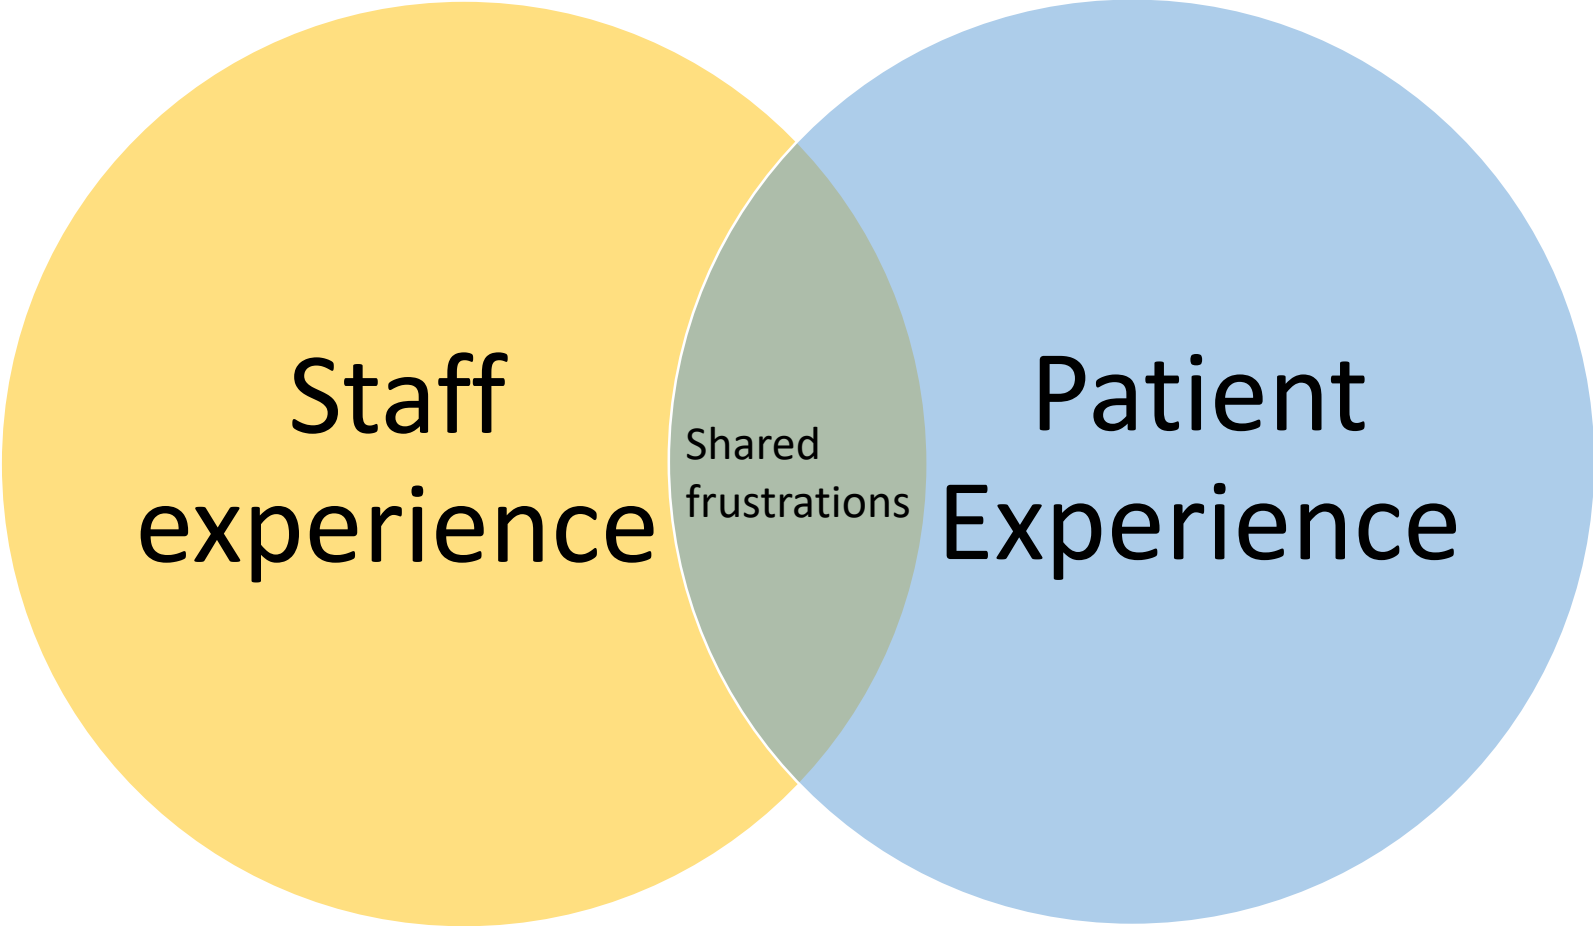 Staff
experience
Shared
frustrations
Patient
Experience